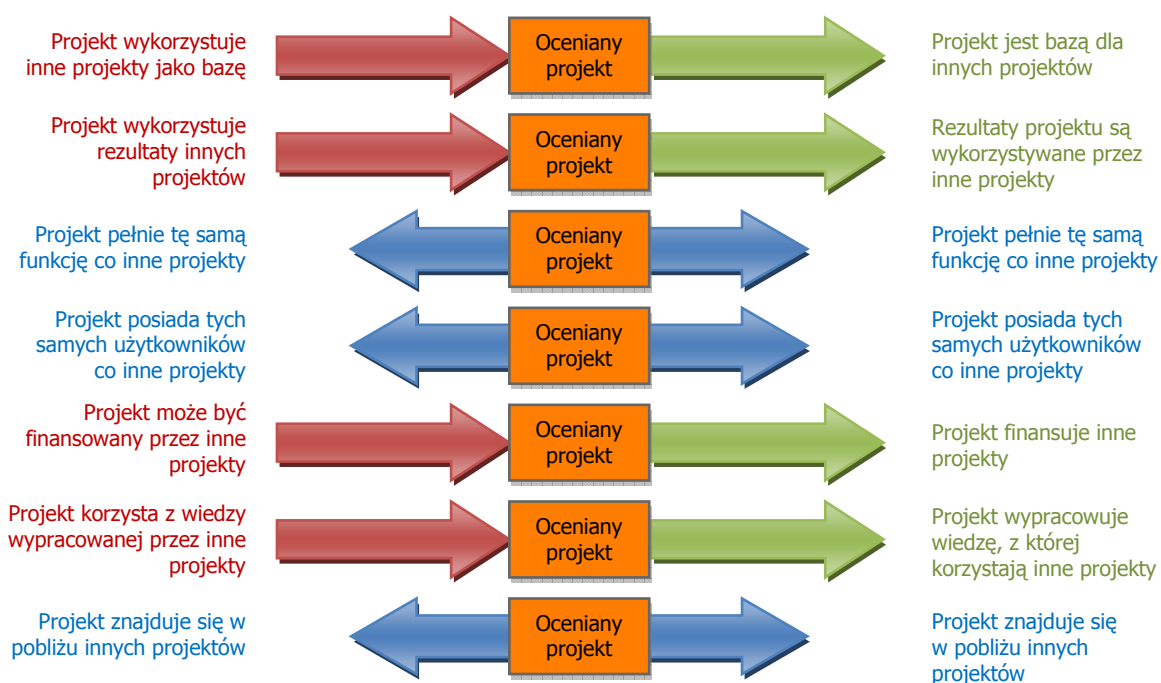 Projekt wykorzystuje
inne projekty jako bazę
Oceniany
projekt
Projekt jest bazą dla
innych projektów
Projekt wykorzystuje
rezultaty innych
projektów
Oceniany
projekt
Rezultaty projektu są
wykorzystywane przez
inne projekty
Projekt pełnie tę samą
funkcję co inne projekty
Oceniany
projekt
Projekt pełnie tę samą
funkcję co inne projekty
Projekt posiada tych
samych użytkowników
co inne projekty
Oceniany
projekt
Projekt posiada tych
samych użytkowników
co inne projekty
Projekt może być
finansowany przez inne
projekty
Oceniany
projekt
Projekt finansuje inne
projekty
Projekt korzysta z wiedzy
wypracowanej przez inne
projekty
Oceniany
projekt
Projekt wypracowuje
wiedzę, z której
korzystają inne projekty
Projekt znajduje się w
pobliżu innych projektów
Oceniany
projekt
Projekt znajduje się
w pobliżu innych
projektów